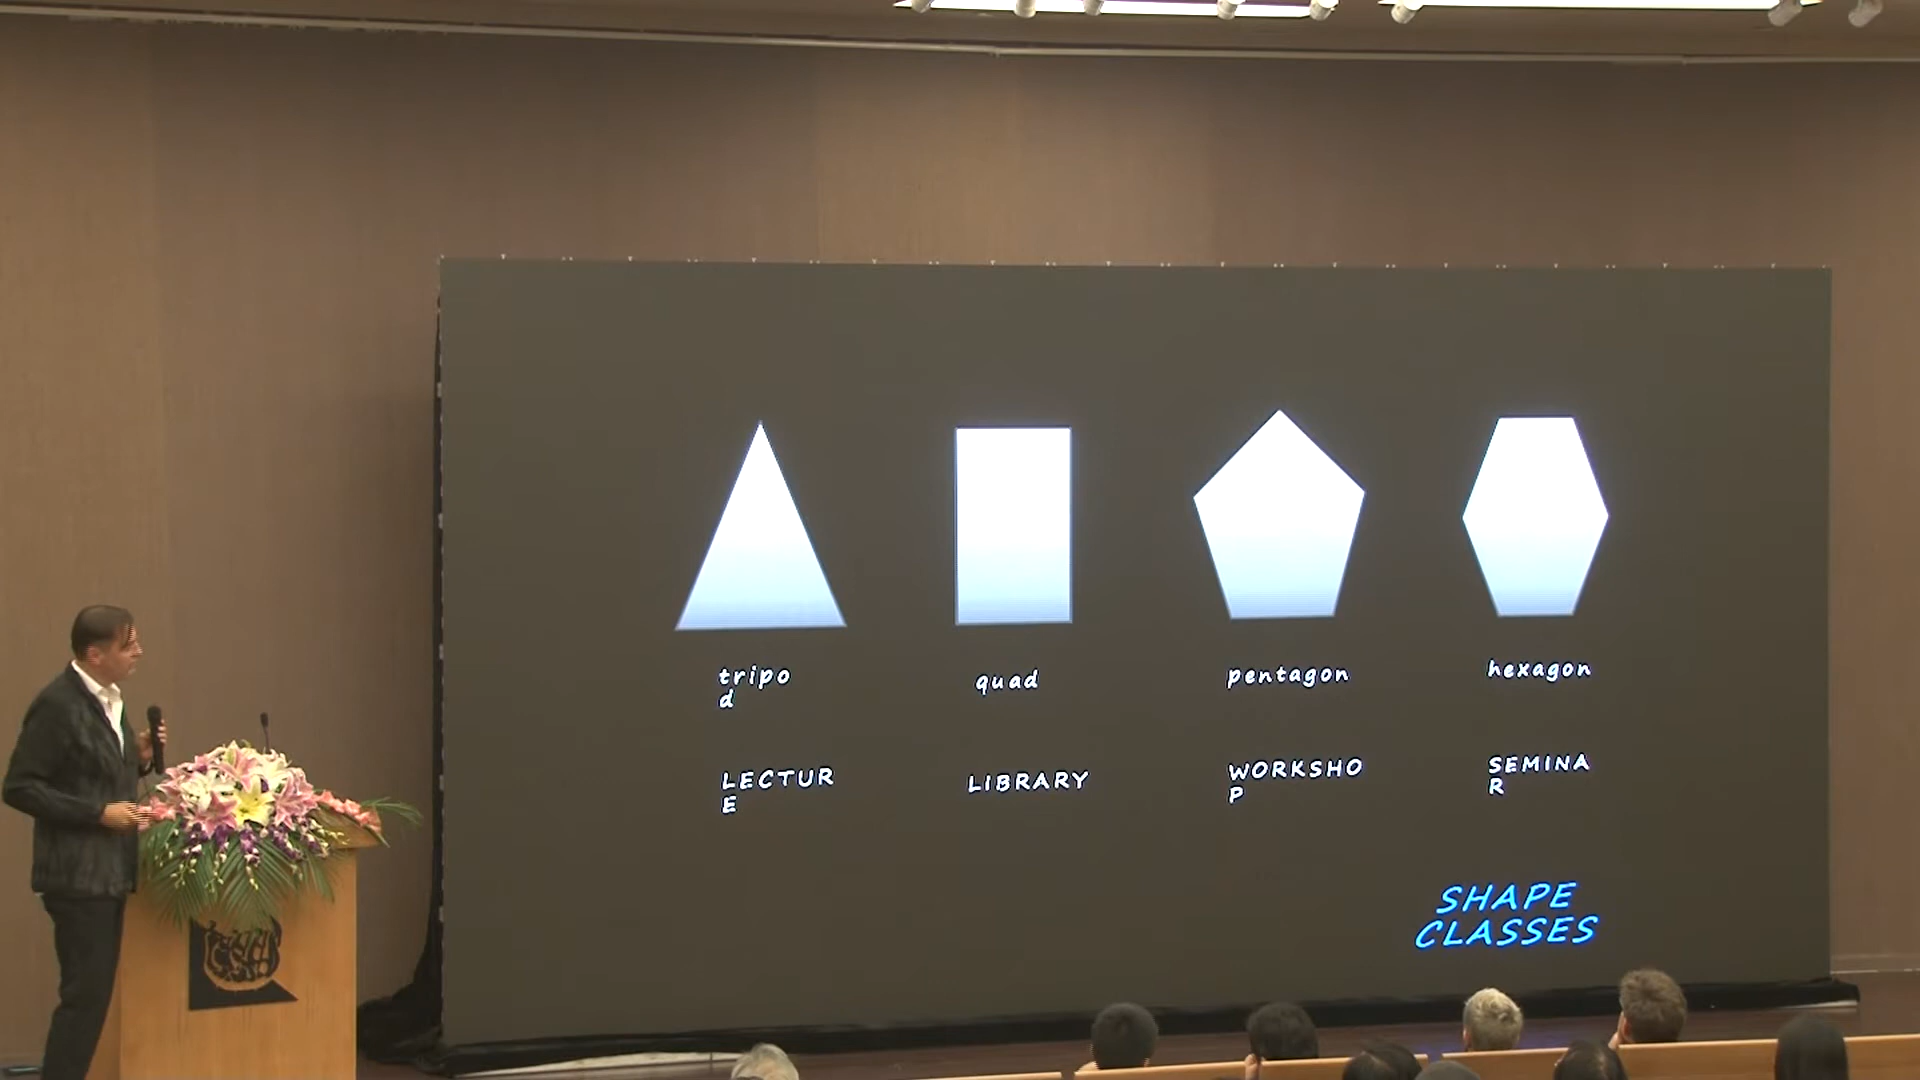 tripo
d
quad
pentagon
hexagon
LECTUR
E
LIBRARY
WORKSHO
P
SEMINA
R
SHAPE
CLASSES